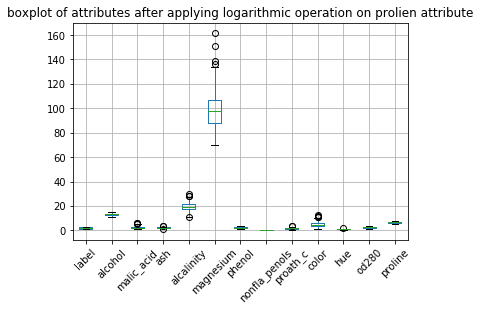 boxplot of attributes after applying logarithmic operation on prolien attribute
160
140
120
100
80
60
40
20
0
label
alcohol
malic_acid
ash
alcalinity
magnesium
phenol
nonfla_penols
proath_c
color
hue
od280
proline